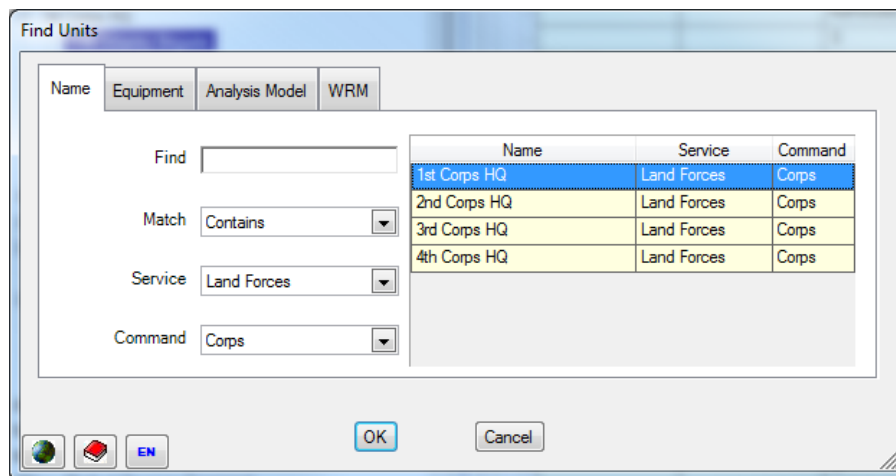 Find Units
Name Equipment Analysis Model WRM
Find
Match Contains
Service Land Forces
Command Corps
Name Service Command
1st Corps HQ Land Forces Corps
2nd Corps HQ Land Forces Corps
3rd Corps HQ Land Forces Corps
4th Corps HQ Land Forces Corps
OK Cancel
EN